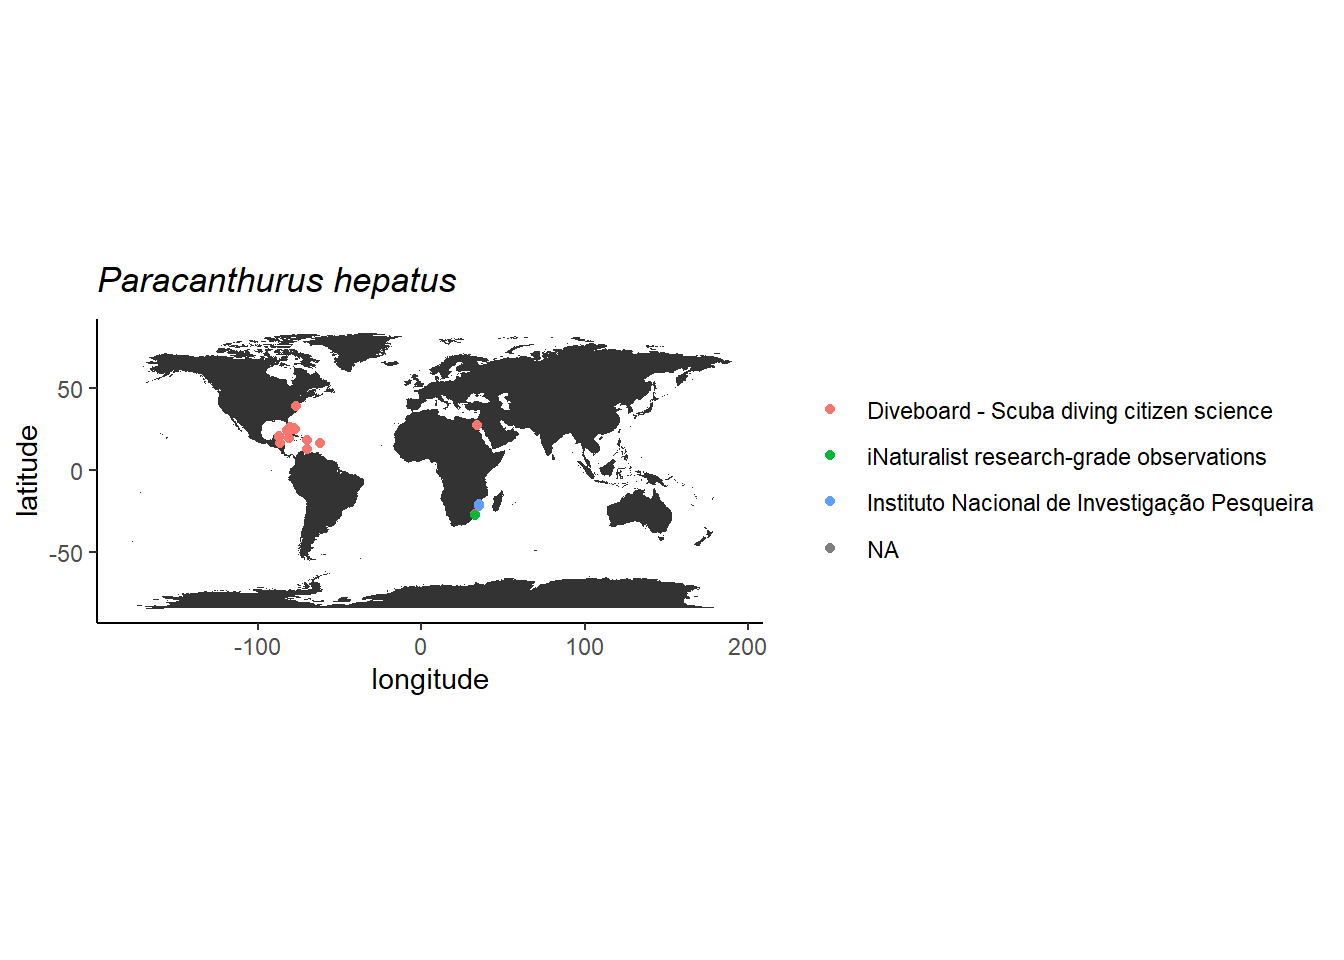 Paracanthurus hepatus
50
0
-50
latitude
-100 0 100 200
longitude
Diveboard - Scuba diving citizen science
iNaturalist research-grade observations
Instituto Nacional de Investigação Pesqueira
NA